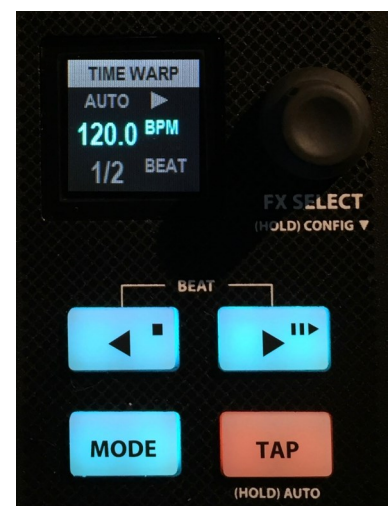 TIME WARP
AUTO
120.0 BPM
1/2 BEAT
FX SELECT
(HOLD) CONFIG ▼
BEAT
MODE
TAP
(HOLD) AUTO